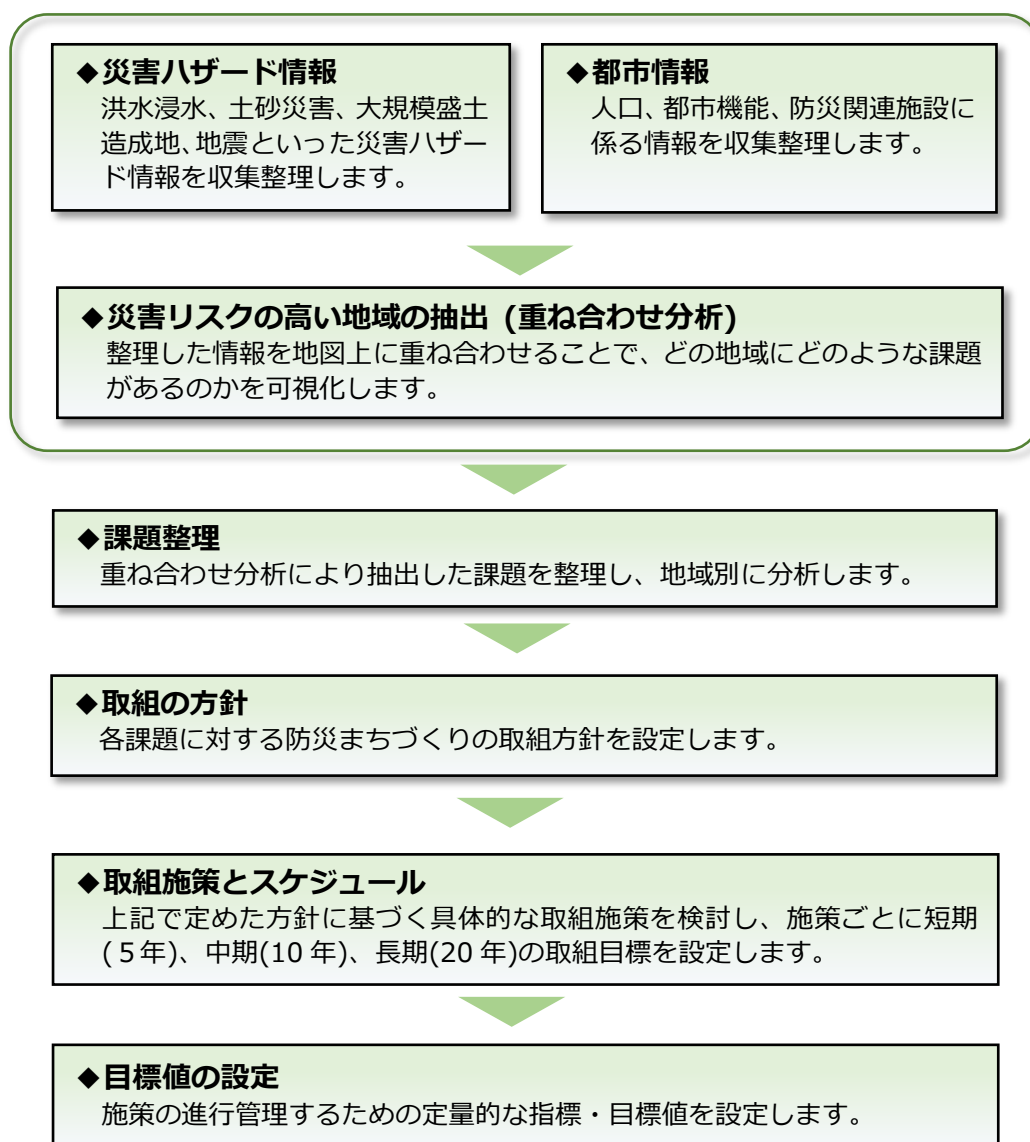 ◆災害ハザード情報
洪水浸水、土砂災害、大規模盛土
造成地、地震といった災害ハザー
ド情報を収集整理します。
◆都市情報
人口、都市機能、防災関連施設に
係る情報を収集整理します。
◆災害リスクの高い地域の抽出 (重ね合わせ分析)
整理した情報を地図上に重ね合わせることで、どの地域にどのような課題
があるのかを可視化します。
◆課題整理
重ね合わせ分析により抽出した課題を整理し、地域別に分析します。
◆取組の方針
各課題に対する防災まちづくりの取組方針を設定します。
◆取組施策とスケジュール
上記で定めた方針に基づく具体的な取組施策を検討し、施策ごとに短期
(５年)、中期(10 年)、長期(20 年)の取組目標を設定します。
◆目標値の設定
施策の進行管理するための定量的な指標・目標値を設定します。